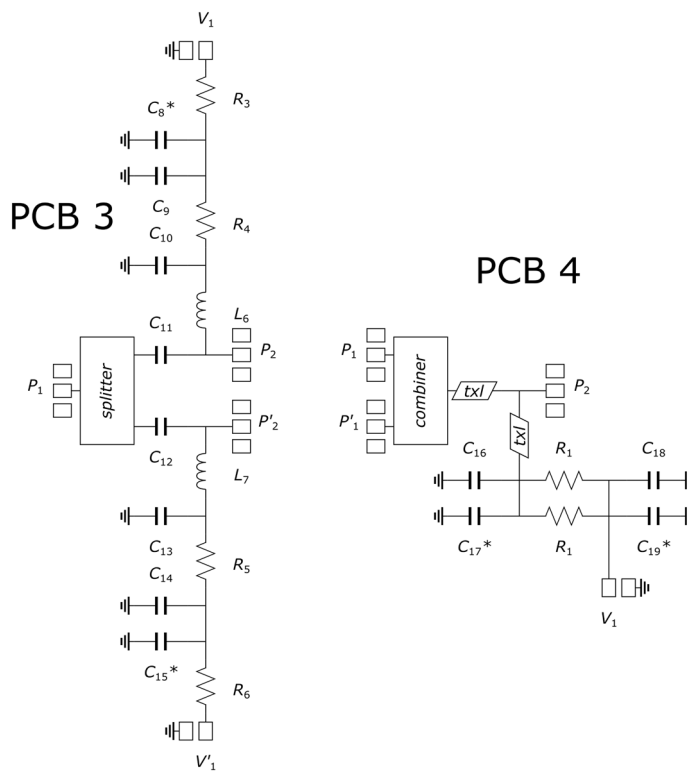 V₁
R₃
C₈*
PCB 3
C₉
R₄
C₁₀
L₆
C₁₁
P₂
P₁
splitter
P'₂
C₁₂
L₇
C₁₃
C₁₄
R₅
C₁₅*
R₆
V'₁
PCB 4
P₁
combiner
txl
P₂
P'₁
txl
C₁₆
R₁
C₁₈
C₁₇*
R₁
C₁₉*
V₁